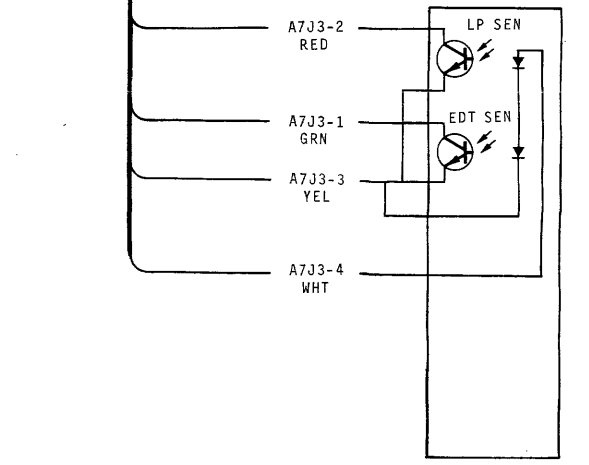 LP SEN
A7J3-2
RED
EDT SEN
A7J3-1
GRN
A7J3-3
YEL
A7J3-4
WHT